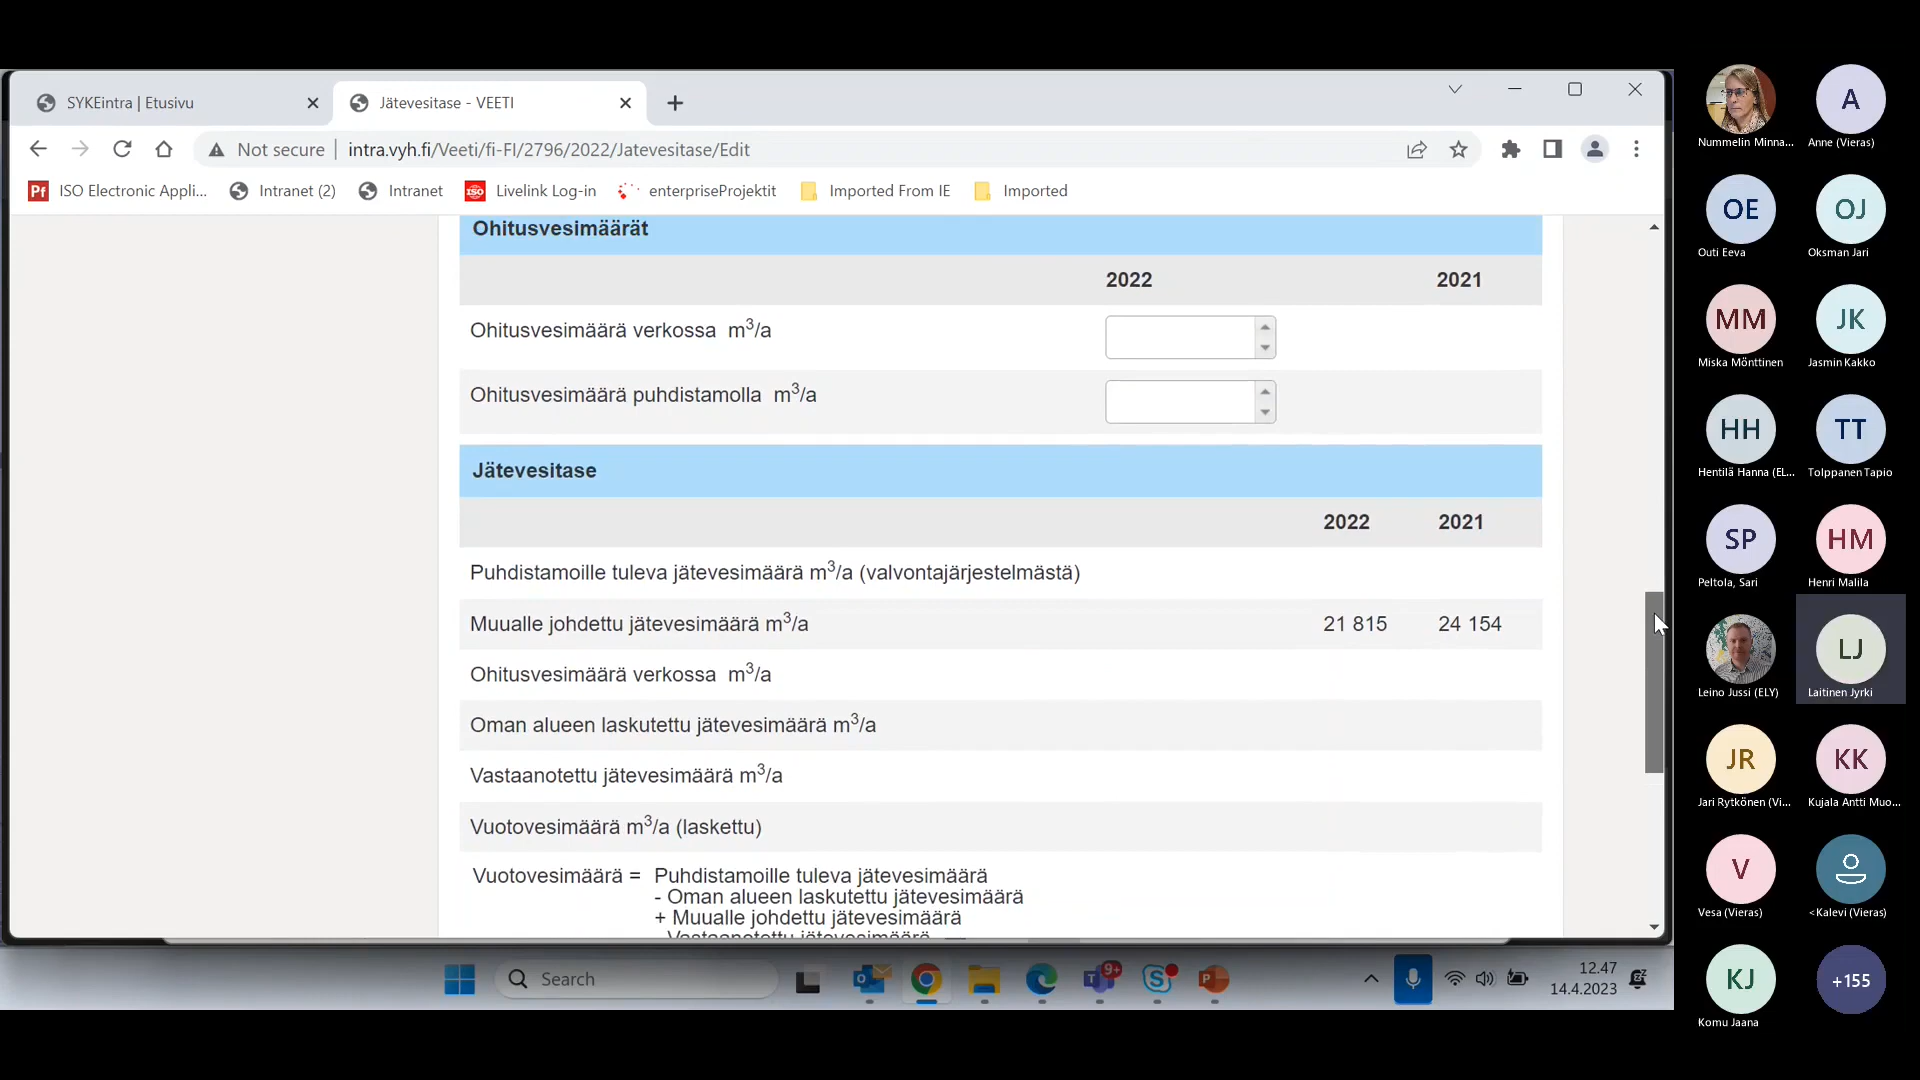 SYKEintra | Etusivu
Jätevesitase - VEETI
Not secure
intra.vyh.fi/Veeti/fi-FI/2796/2022/Jatevesitase/Edit
ISO Electronic Appli...
Intranet (2)
Intranet
Livelink Log-in
enterpriseProjektit
Imported From IE
Imported
Ohitusvesimäärät
2022 2021
Ohitusvesimäärä verkossa m³/a
Ohitusvesimäärä puhdistamolla m³/a
Jätevesitase
2022 2021
Puhdistamoille tuleva jätevesimäärä m³/a (valvontajärjestelmästä)
Muualle johdettu jätevesimäärä m³/a 21 815 24 154
Ohitusvesimäärä verkossa m³/a
Oman alueen laskutettu jätevesimäärä m³/a
Vastaanotettu jätevesimäärä m³/a
Vuotovesimäärä m³/a (laskettu)
Vuotovesimäärä = Puhdistamoille tuleva jätevesimäärä
- Oman alueen laskutettu jätevesimäärä
+ Muualle johdettu jätevesimäärä
Vastaanotettu jätevesimäärä
Search
9+
12.47
14.4.2023
Nummelin Minna...
A
Anne (Vieras)
OE
Outi Eeva
OJ
Oksman Jari
MM
Miska Mönttinen
JK
Jasmin Kakko
HH
Hentilä Hanna (EL...
TT
Tolppanen Tapio
SP
Peltola, Sari
HM
Henri Malila
Leino Jussi (ELY)
LJ
Laitinen Jyrki
JR
Jari Rytkönen (Vi...
KK
Kujala Antti Muo...
V
Vesa (Vieras)
<Kalevi (Vieras)
KJ
Komu Jaana
+155